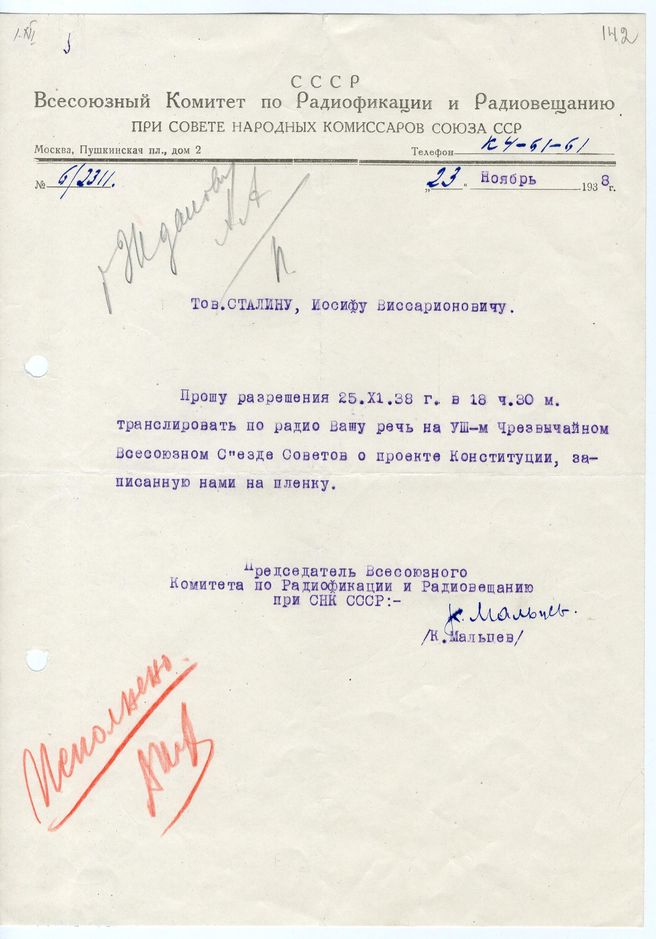 142
СССР
Всесоюзный Комитет по Радиофикации и Радиовещанию
ПРИ СОВЕТЕ НАРОДНЫХ КОМИССАРОВ СОЮЗА ССР
Москва, Пушкинская пл., дом 2 Телефон К4-61-61
№ 6/2311. „23“ Ноябрь 1938 г.
Жданову
А.А
Тов.СТАЛИНУ, Иосифу Виссарионовичу.
Прошу разрешения 25.XI.38 г. в 18 ч.30 м.
транслировать по радио Вашу речь на УШ-м Чрезвычайном
Всесоюзном С"езде Советов о проекте Конституции, за-
писанную нами на пленку.
Председатель Всесоюзного
Комитета по Радиофикации и Радиовещанию
при СНК СССР:-
К. Мальцев.
/К.Мальцев/
Исполнено.